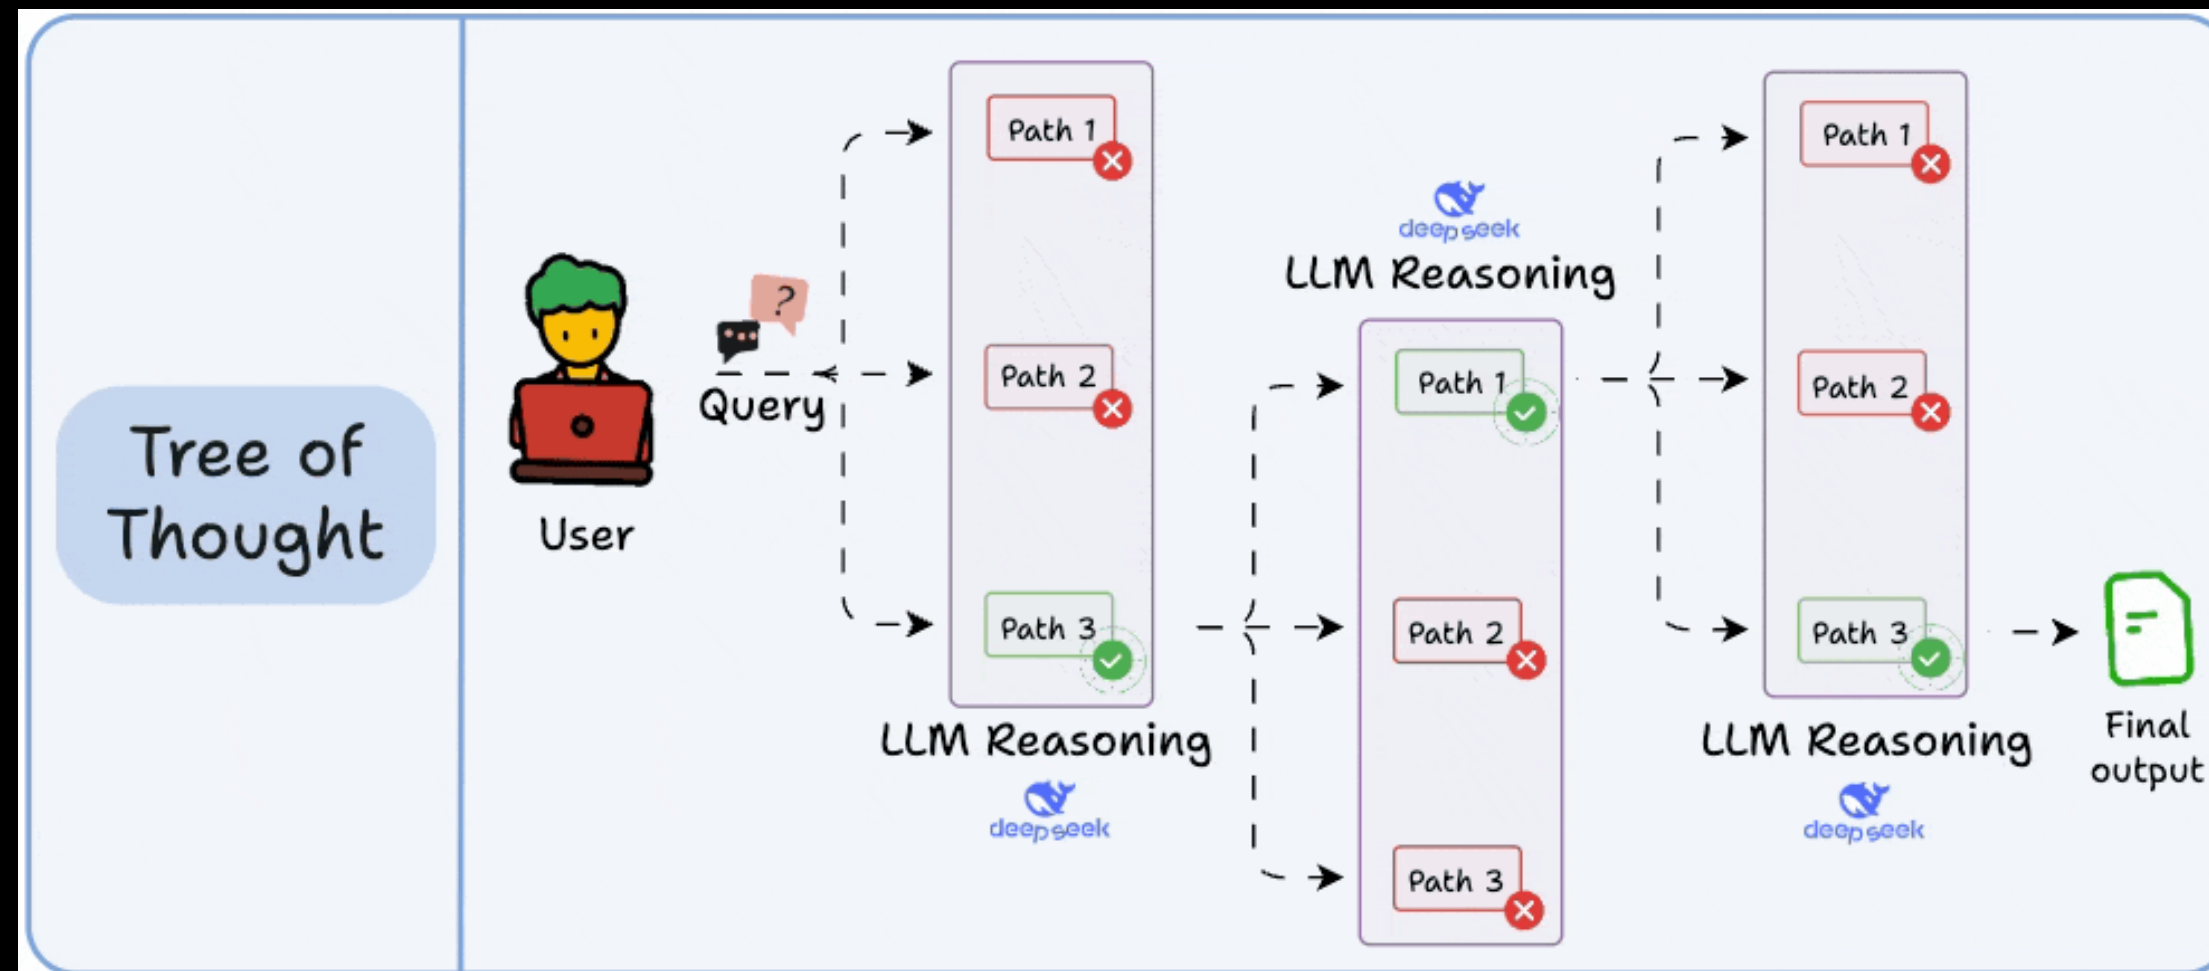 Tree of
Thought
User
?
Query
Path 1
Path 2
Path 3
LLM Reasoning
deepseek
deepseek
LLM Reasoning
Path 1
Path 2
Path 3
Path 1
Path 2
Path 3
LLM Reasoning
deepseek
Final
output